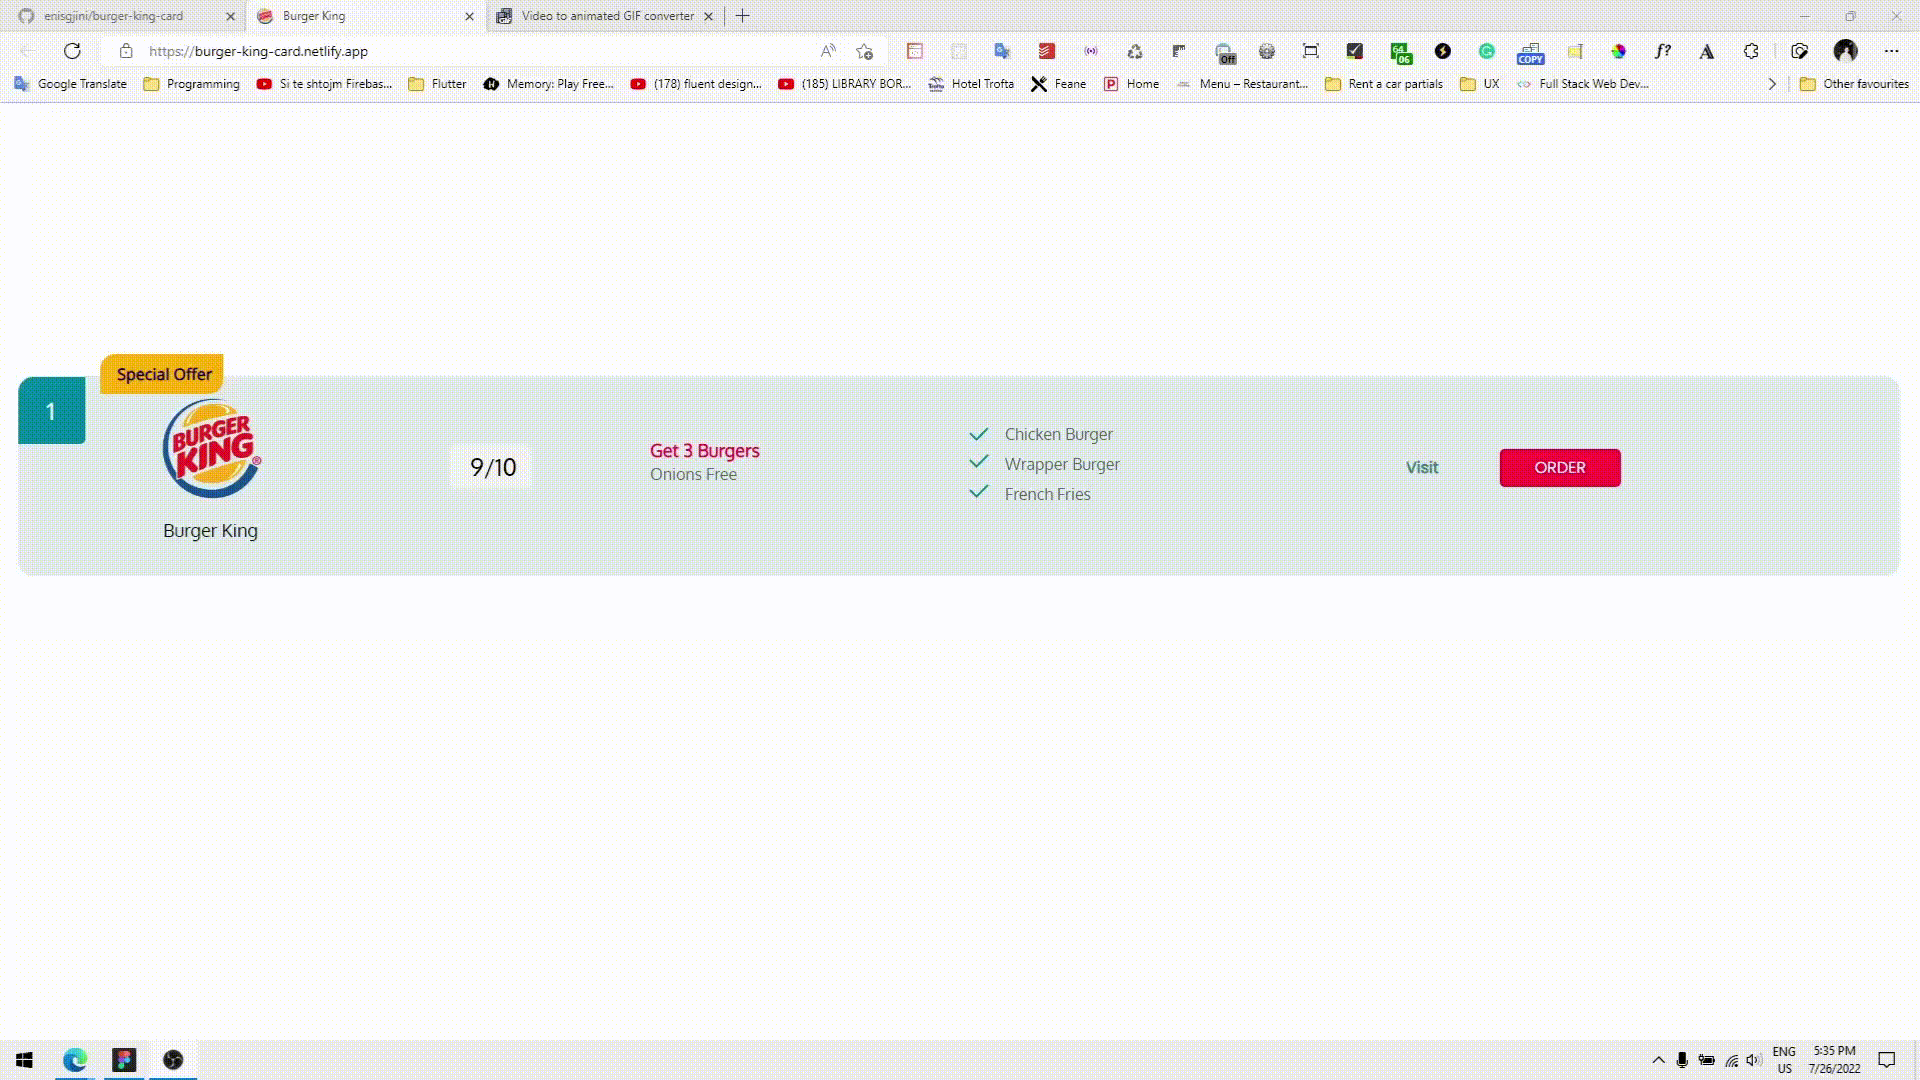 enisgjini/burger-king-card
Burger King
Video to animated GIF converter
https://burger-king-card.netlify.app
Off
64
06
COPY
f?
A
Google Translate
Programming
Si te shtojm Firebas...
Flutter
Memory: Play Free...
(178) fluent design...
(185) LIBRARY BOR...
Hotel Trofta
Feane
Home
Menu – Restaurant...
Rent a car partials
UX
Full Stack Web Dev...
Other favourites
Special Offer
1
BURGER
KING®
Burger King
9/10
Get 3 Burgers
Onions Free
Chicken Burger
Wrapper Burger
French Fries
Visit
ORDER
ENG
US
5:35 PM
7/26/2022